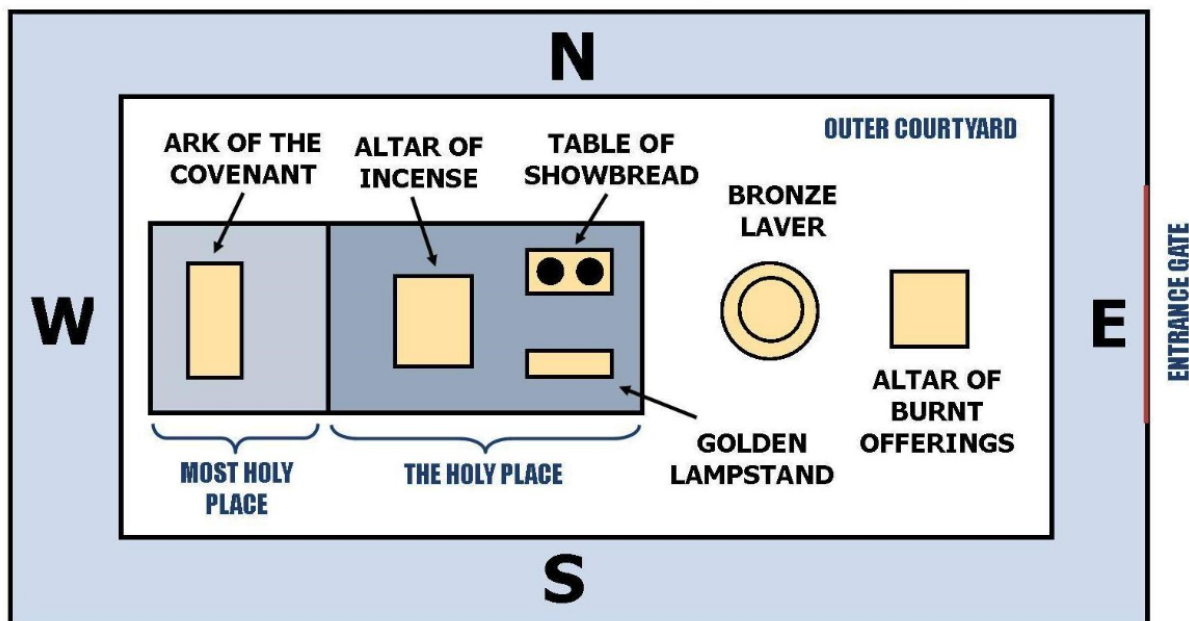 N
OUTER COURTYARD
ARK OF THE
COVENANT
ALTAR OF
INCENSE
TABLE OF
SHOWBREAD
BRONZE
LAVER
W
E
ENTRANCE GATE
ALTAR OF
BURNT
OFFERINGS
GOLDEN
LAMPSTAND
MOST HOLY
PLACE
THE HOLY PLACE
S